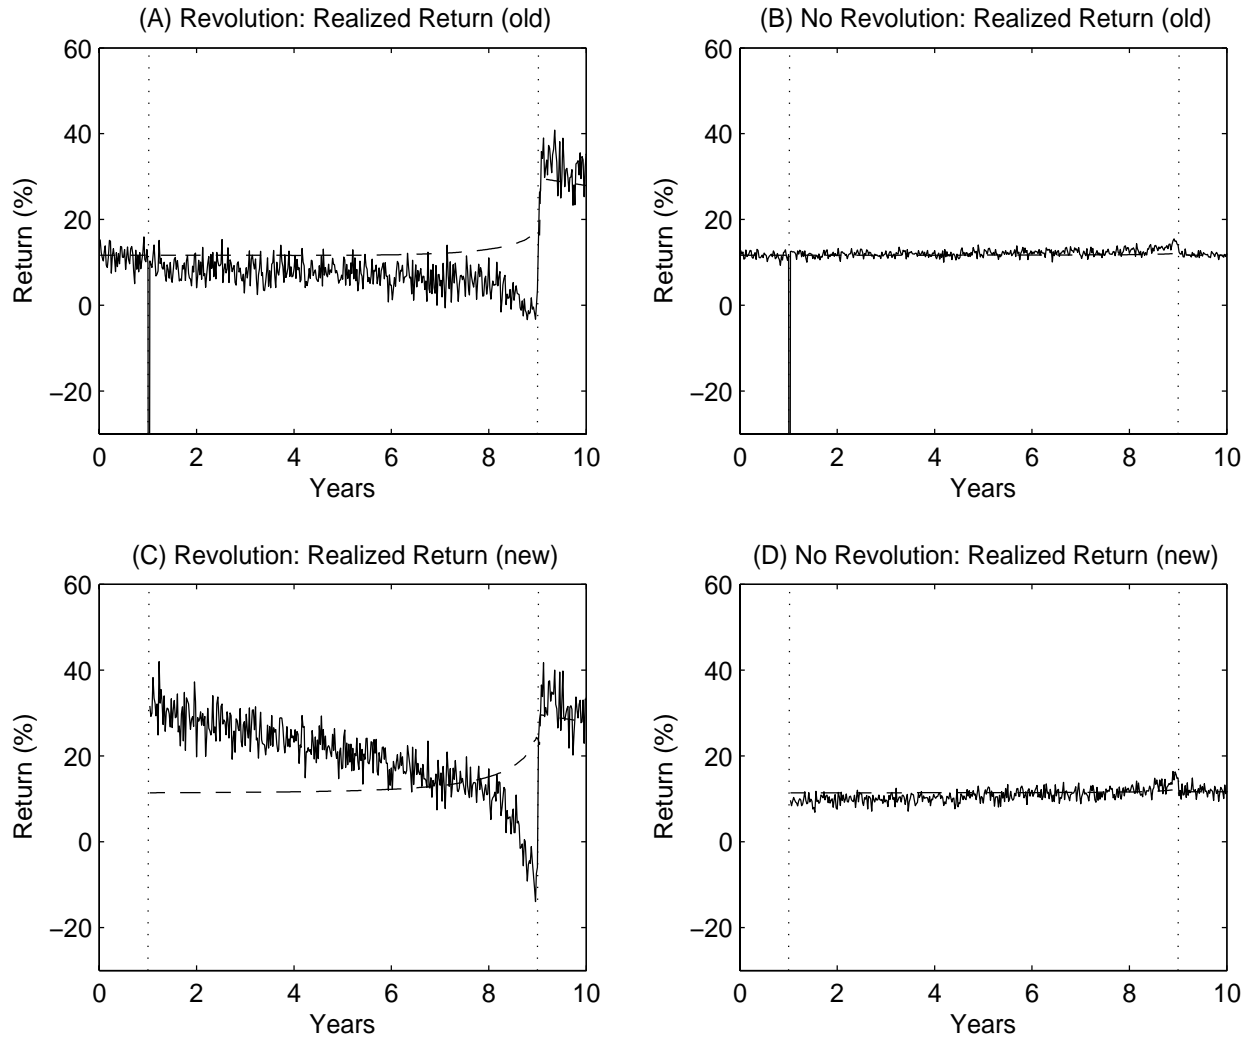 (A) Revolution: Realized Return (old)
60
40
20
0
−20
Return (%)
0 2 4 6 8 10
Years
(B) No Revolution: Realized Return (old)
60
40
20
0
−20
Return (%)
0 2 4 6 8 10
Years
(C) Revolution: Realized Return (new)
60
40
20
0
−20
Return (%)
0 2 4 6 8 10
Years
(D) No Revolution: Realized Return (new)
60
40
20
0
−20
Return (%)
0 2 4 6 8 10
Years